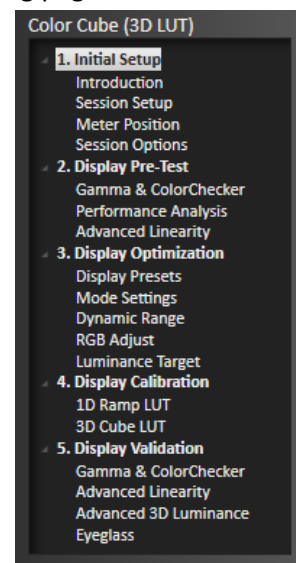 Color Cube (3D LUT)
1. Initial Setup
Introduction
Session Setup
Meter Position
Session Options
2. Display Pre-Test
Gamma & ColorChecker
Performance Analysis
Advanced Linearity
3. Display Optimization
Display Presets
Mode Settings
Dynamic Range
RGB Adjust
Luminance Target
4. Display Calibration
1D Ramp LUT
3D Cube LUT
5. Display Validation
Gamma & ColorChecker
Advanced Linearity
Advanced 3D Luminance
Eyeglass